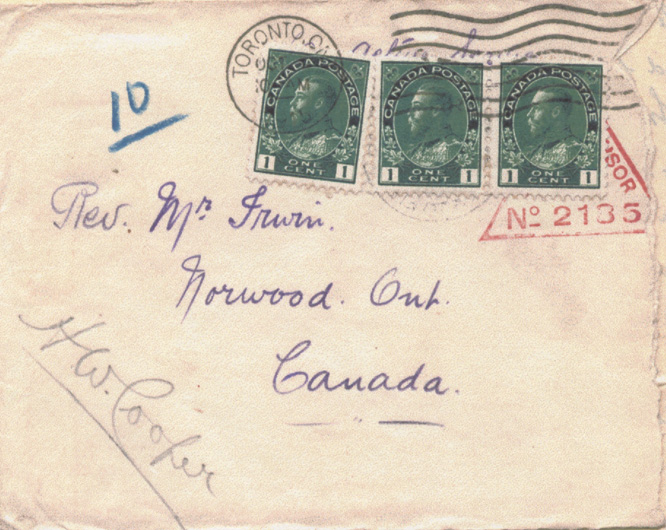 TORONTO, CA
CANADA POSTAGE
1 ONE CENT 1
CANADA POSTAGE
1 ONE CENT 1
CANADA POSTAGE
1 ONE CENT 1
10
SOR
Nº 2135
Rev. Mr Irwin.
Norwood. Ont.
Canada.
H.W. Cooper